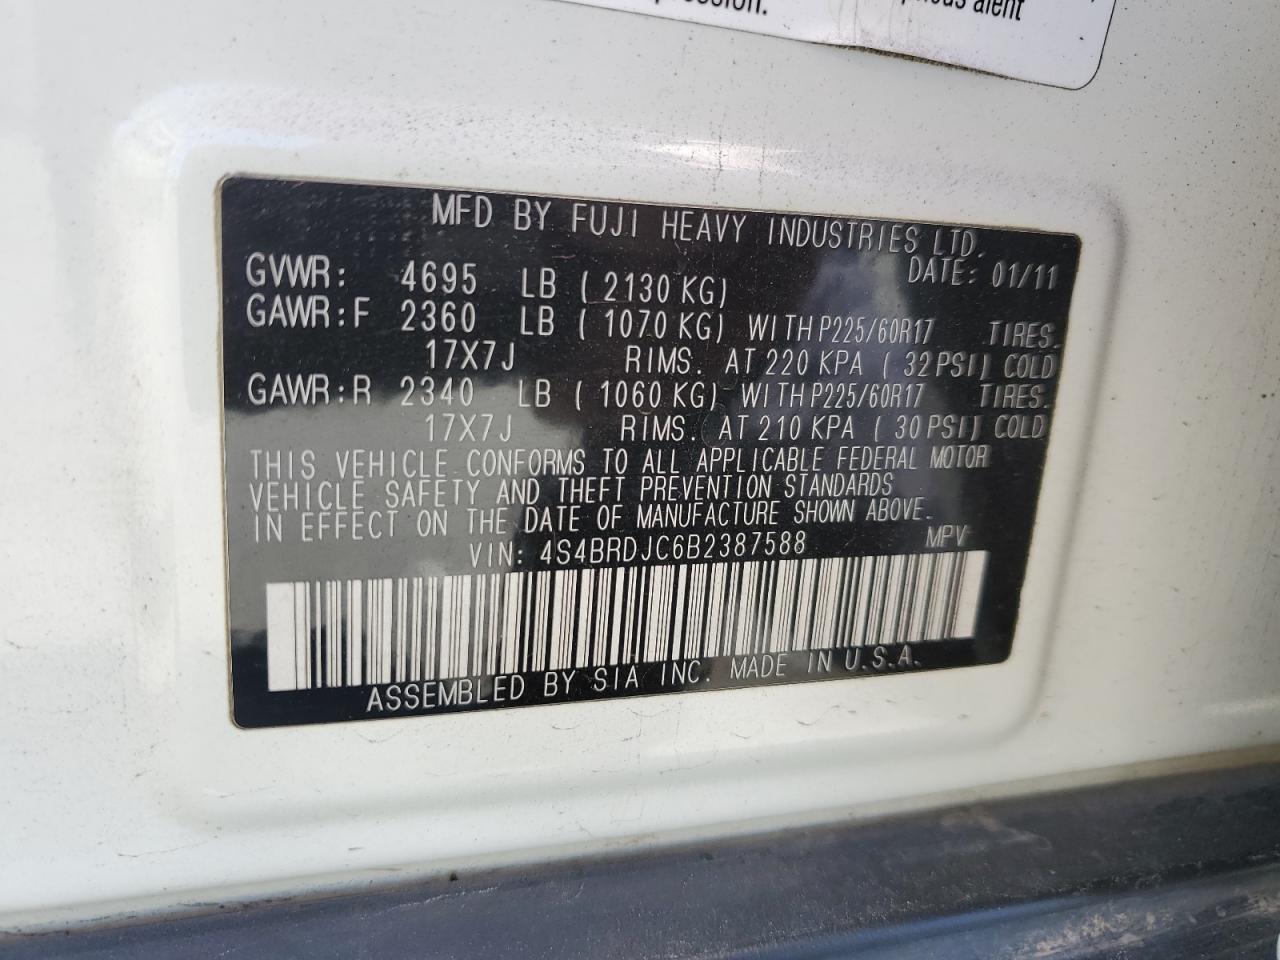 ession.
aient
MFD BY FUJI HEAVY INDUSTRIES LTD.
DATE: 01/11
GVWR: 4695 LB ( 2130 KG)
GAWR:F 2360 LB ( 1070 KG) WITH P225/60R17 TIRES.
17X7J RIMS. AT 220 KPA ( 32 PSI) COLD
GAWR:R 2340 LB ( 1060 KG) WITH P225/60R17 TIRES.
17X7J RIMS. AT 210 KPA ( 30 PSI) COLD
THIS VEHICLE CONFORMS TO ALL APPLICABLE FEDERAL MOTOR
VEHICLE SAFETY AND THEFT PREVENTION STANDARDS
IN EFFECT ON THE DATE OF MANUFACTURE SHOWN ABOVE.
VIN: 4S4BRDJC6B2387588 MPV
ASSEMBLED BY SIA INC. MADE IN U.S.A.